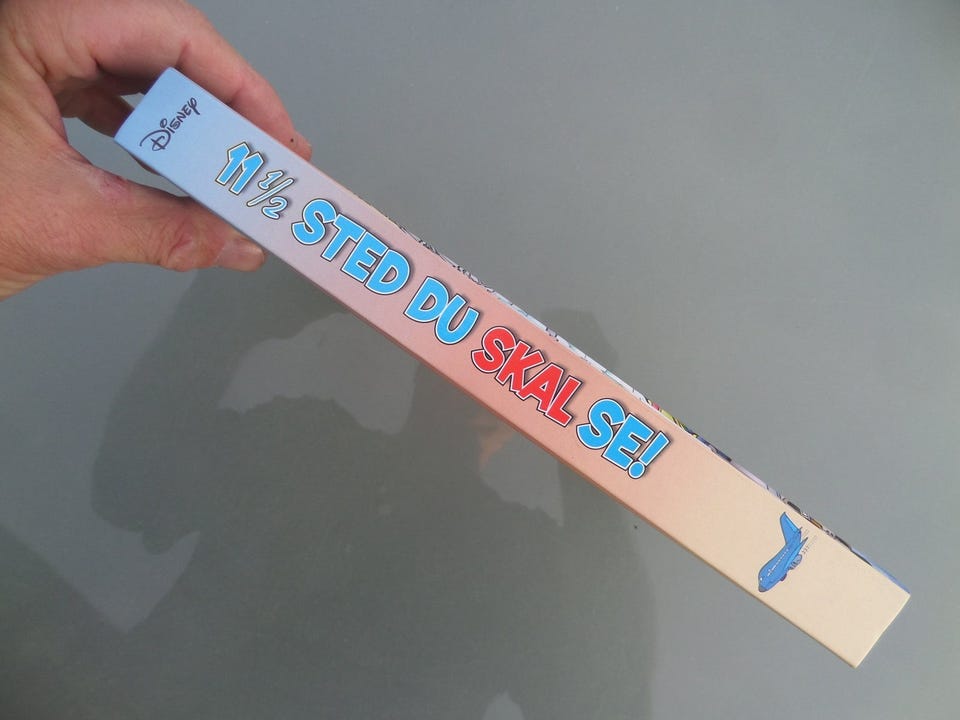 Disney
11 1/2 STED DU SKAL SE!